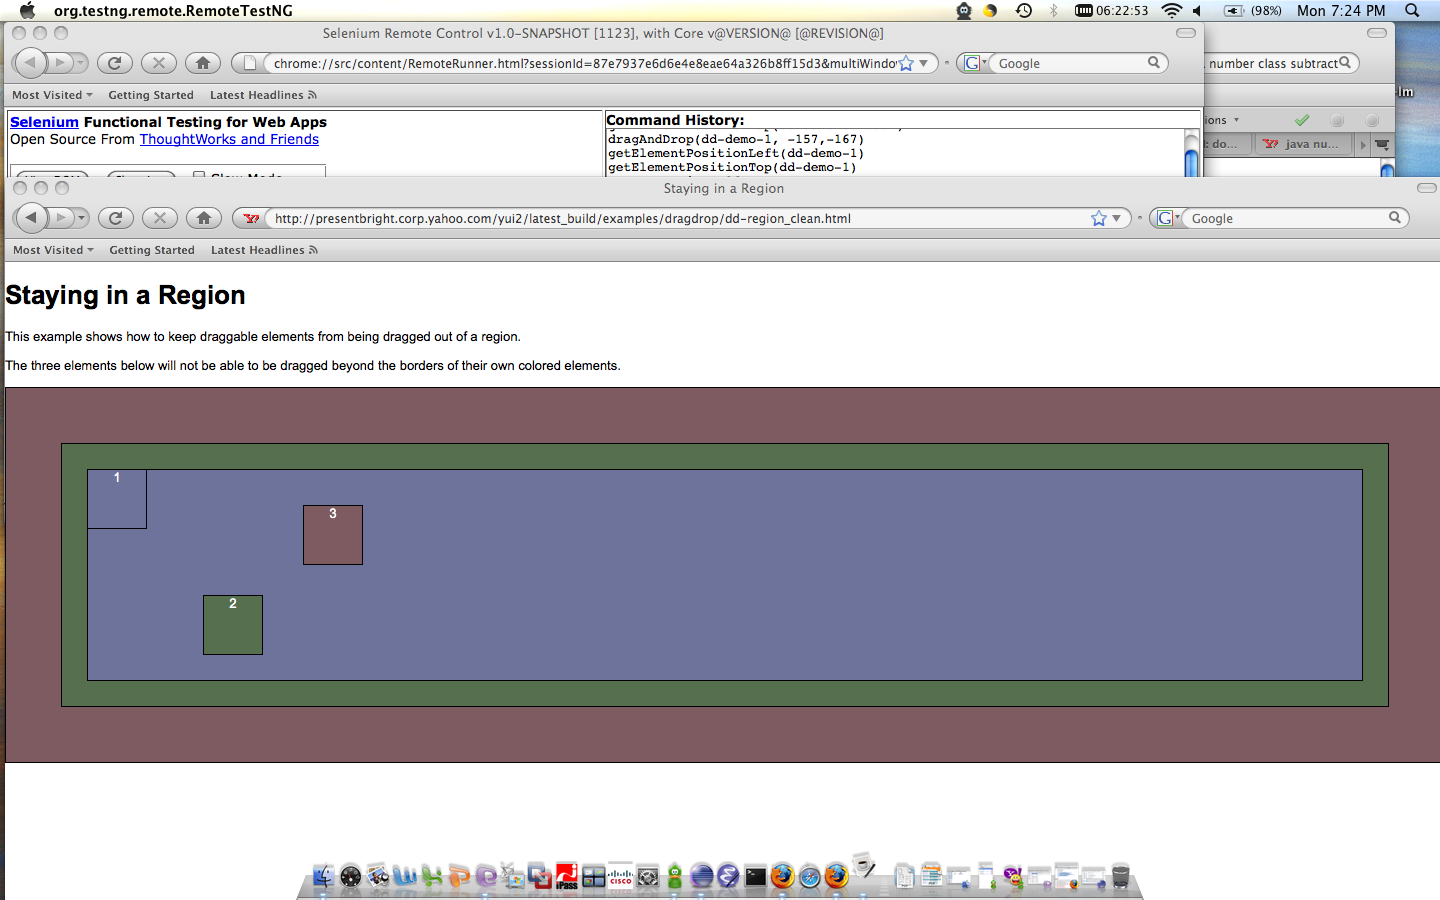 org.testng.remote.RemoteTestNG
06:22:53
(98%)
Mon 7:24 PM
Selenium Remote Control v1.0-SNAPSHOT [1123], with Core v@VERSION@ [@REVISION@]
chrome://src/content/RemoteRunner.html?sessionId=87e7937e6d6e4e8eae64a326b8ff15d3&multiWindo
Google
number class subtract
Most Visited
Getting Started
Latest Headlines
Selenium Functional Testing for Web Apps
Open Source From ThoughtWorks and Friends
Command History:
dragAndDrop(dd-demo-1, -157,-167)
getElementPositionLeft(dd-demo-1)
getElementPositionTop(dd-demo-1)
ions
: do...
java nu...
Staying in a Region
http://presentbright.corp.yahoo.com/yui2/latest_build/examples/dragdrop/dd-region_clean.html
Google
Most Visited
Getting Started
Latest Headlines
Staying in a Region
This example shows how to keep draggable elements from being dragged out of a region.
The three elements below will not be able to be dragged beyond the borders of their own colored elements.
1
3
2
iPass
CISCO